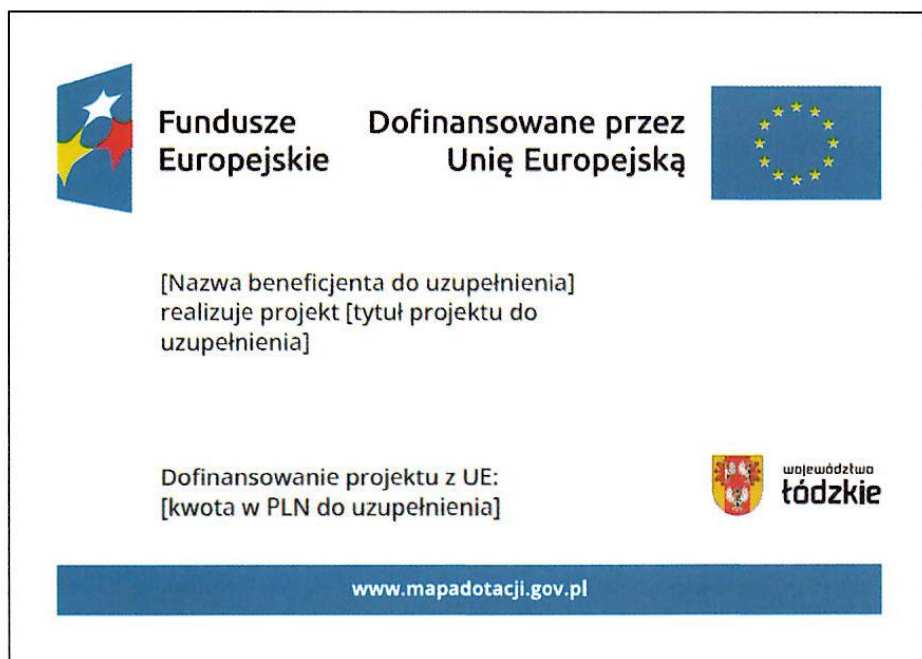 Fundusze
Europejskie
Dofinansowane przez
Unię Europejską
[Nazwa beneficjenta do uzupełnienia]
realizuje projekt [tytuł projektu do
uzupełnienia]
Dofinansowanie projektu z UE:
[kwota w PLN do uzupełnienia]
województwo
łódzkie
www.mapadotacji.gov.pl